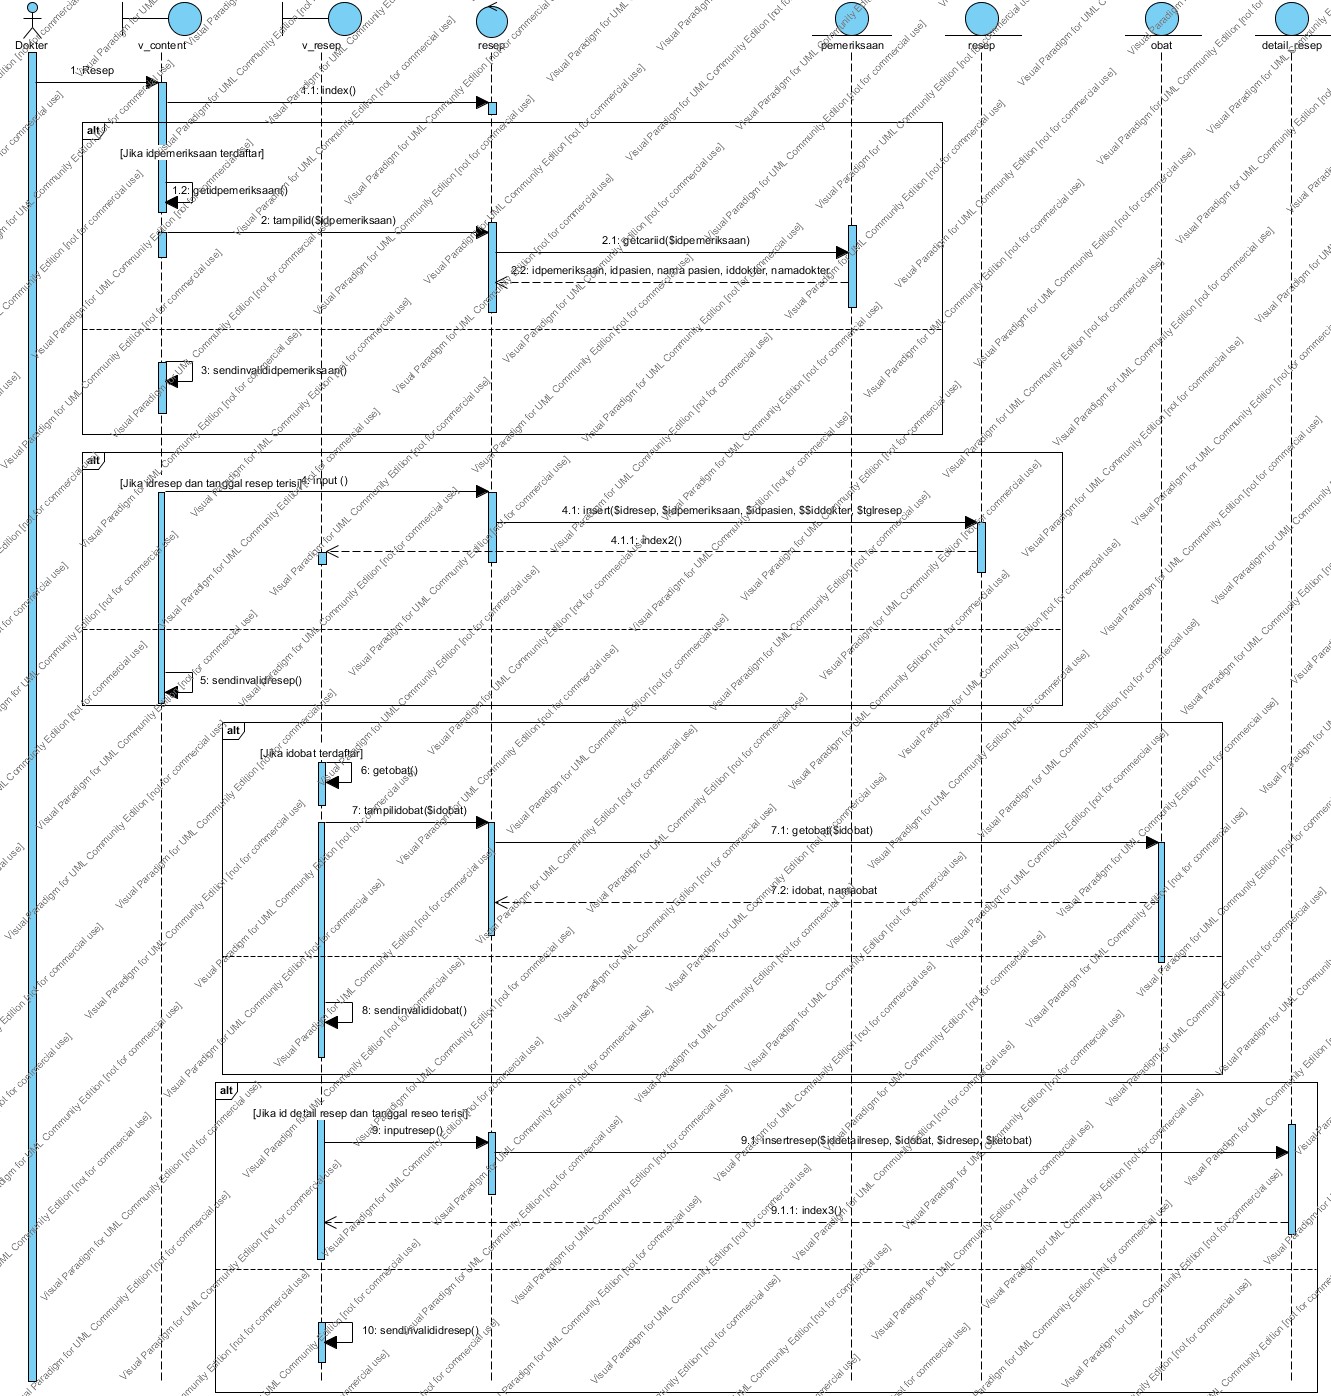 Dokter
v_content
v_resep
resep
pemeriksaan
resep
obat
detail_resep
1: Resep
1.1: index()
alt
[Jika idpemeriksaan terdaftar]
1.2: getidpemeriksaan()
2: tampilid($idpemeriksaan)
2.1: getcariid($idpemeriksaan)
2.2: idpemeriksaan, idpasien, nama pasien, iddokter, namadokter
3: sendinvalididpemeriksaan()
alt
[Jika idresep dan tanggal resep terisi]
4: input ()
4.1: insert($idresep, $idpemeriksaan, $idpasien, $$iddokter, $tglresep
4.1.1: index2()
5: sendinvalidresep()
alt
[Jika idobat terdaftar]
6: getobat()
7: tampilidobat($idobat)
7.1: getobat($idobat)
7.2: idobat, namaobat
8: sendinvalididobat()
alt
[Jika id detail resep dan tanggal reseo terisi]
9: inputresep()
9.1: insertresep($iddetailresep, $idobat, $idresep, $ketobat)
9.1.1: index3()
10: sendinvalididresep()
Visual Paradigm for UML Community Edition [not for commercial use]